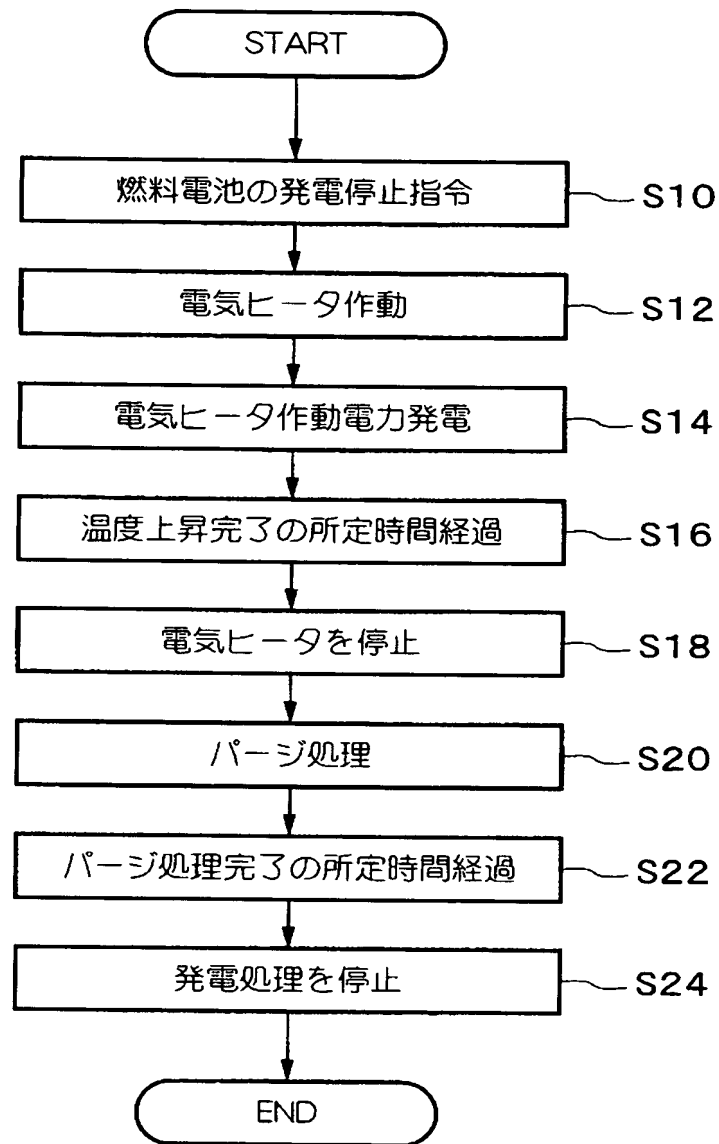 START
燃料電池の発電停止指令 S10
電気ヒータ作動 S12
電気ヒータ作動電力発電 S14
温度上昇完了の所定時間経過 S16
電気ヒータを停止 S18
パージ処理 S20
パージ処理完了の所定時間経過 S22
発電処理を停止 S24
END